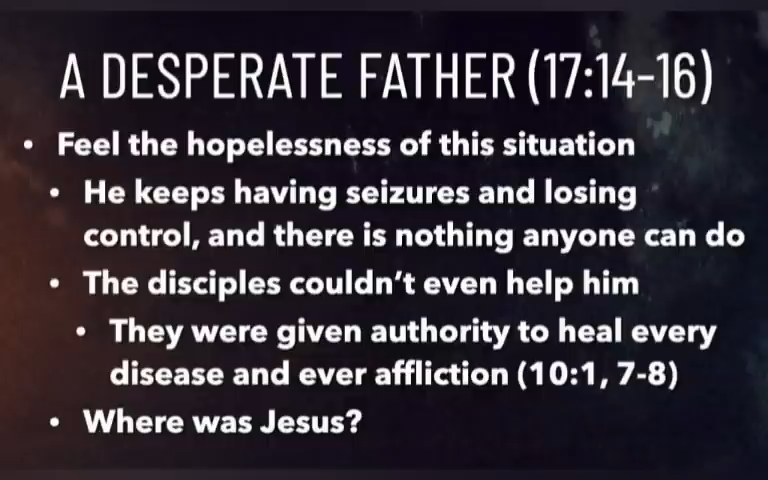 A DESPERATE FATHER (17:14-16)
• Feel the hopelessness of this situation
• He keeps having seizures and losing
control, and there is nothing anyone can do
• The disciples couldn’t even help him
• They were given authority to heal every
disease and ever affliction (10:1, 7-8)
• Where was Jesus?